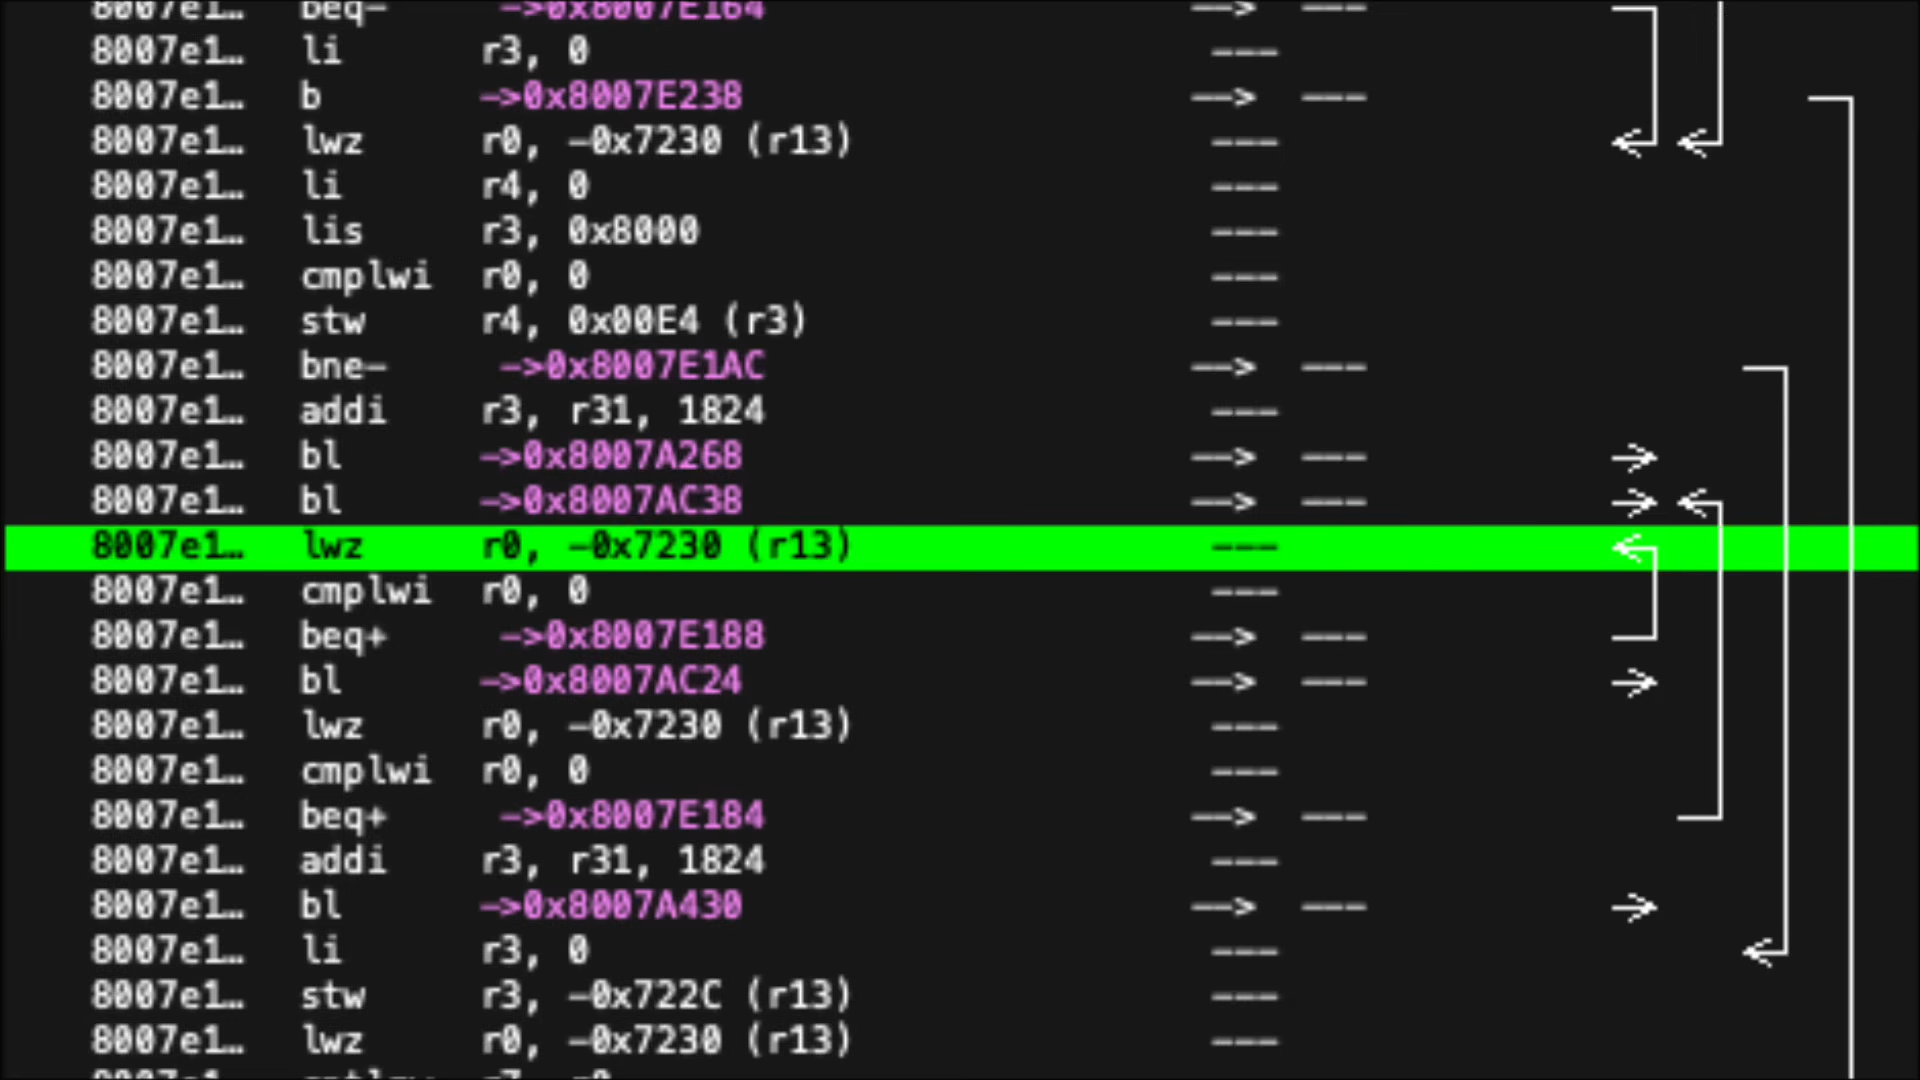 8007e1… beq– –>0x8007E164 ––> –––
8007e1… li r3, 0 –––
8007e1… b –>0x8007E238 ––> –––
8007e1… lwz r0, –0x7230 (r13) –––
8007e1… li r4, 0 –––
8007e1… lis r3, 0x8000 –––
8007e1… cmplwi r0, 0 –––
8007e1… stw r4, 0x00E4 (r3) –––
8007e1… bne– –>0x8007E1AC ––> –––
8007e1… addi r3, r31, 1824 –––
8007e1… bl –>0x8007A268 ––> –––
8007e1… bl –>0x8007AC38 ––> –––
8007e1… lwz r0, –0x7230 (r13) –––
8007e1… cmplwi r0, 0 –––
8007e1… beq+ –>0x8007E188 ––> –––
8007e1… bl –>0x8007AC24 ––> –––
8007e1… lwz r0, –0x7230 (r13) –––
8007e1… cmplwi r0, 0 –––
8007e1… beq+ –>0x8007E184 ––> –––
8007e1… addi r3, r31, 1824 –––
8007e1… bl –>0x8007A430 ––> –––
8007e1… li r3, 0 –––
8007e1… stw r3, –0x722C (r13) –––
8007e1… lwz r0, –0x7230 (r13) –––
8007e1…